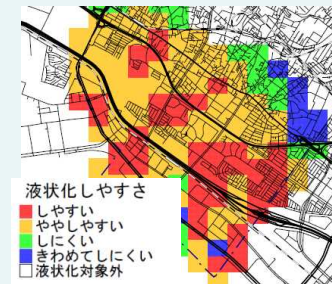 液状化しやすさ
しやすい
ややしやすい
しにくい
きわめてしにくい
液状化対象外